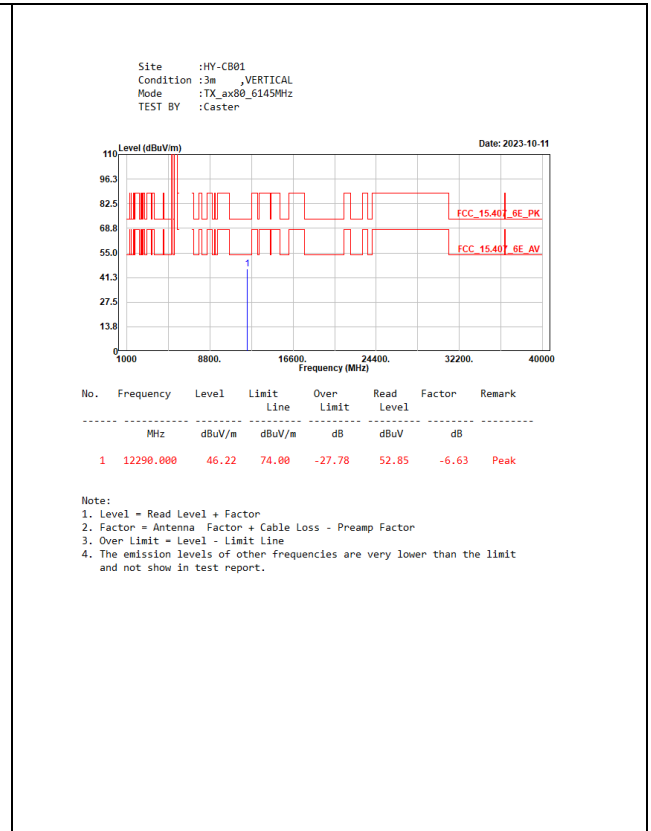 Site      :HY-CB01
Condition :3m   ,VERTICAL
Mode      :TX_ax80_6145MHz
TEST BY   :Caster
Level (dBuV/m)
Date: 2023-10-11
110
96.3
82.5
FCC_15.407_6E_PK
68.8
55.0
FCC_15.407_6E_AV
1
41.3
27.5
13.8
0
1000 8800. 16600. 24400. 32200. 40000
Frequency (MHz)
No. Frequency Level Limit Over Read Factor Remark
Line Limit Level
------ ----------- -------- -------- --------- --------- -------- ---------
MHz dBuV/m dBuV/m dB dBuV dB
1 12290.000 46.22 74.00 -27.78 52.85 -6.63 Peak
Note:
1. Level = Read Level + Factor
2. Factor = Antenna  Factor + Cable Loss - Preamp Factor
3. Over Limit = Level - Limit Line
4. The emission levels of other frequencies are very lower than the limit
and not show in test report.